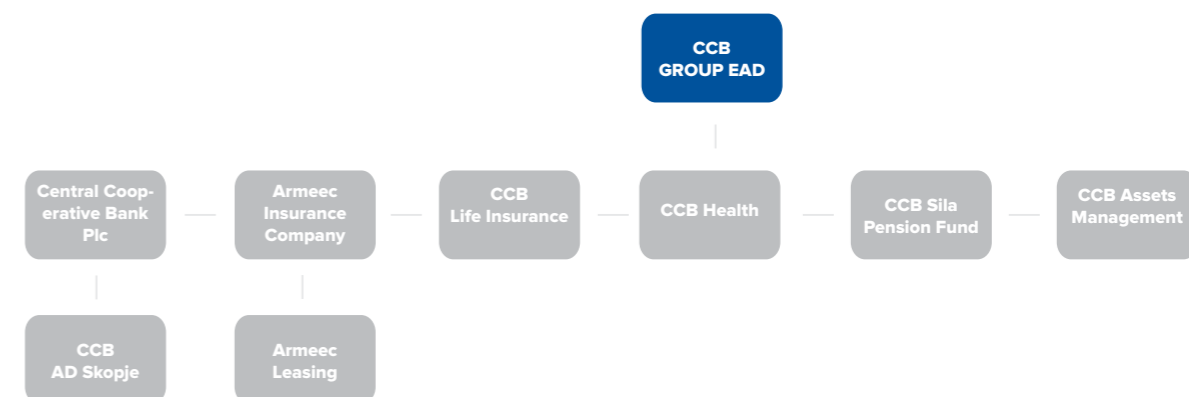 CCB
GROUP EAD
Central Coop-
erative Bank
Plc
Armeec
Insurance
Company
CCB
Life Insurance
CCB Health
CCB Sila
Pension Fund
CCB Assets
Management
CCB
AD Skopje
Armeec
Leasing